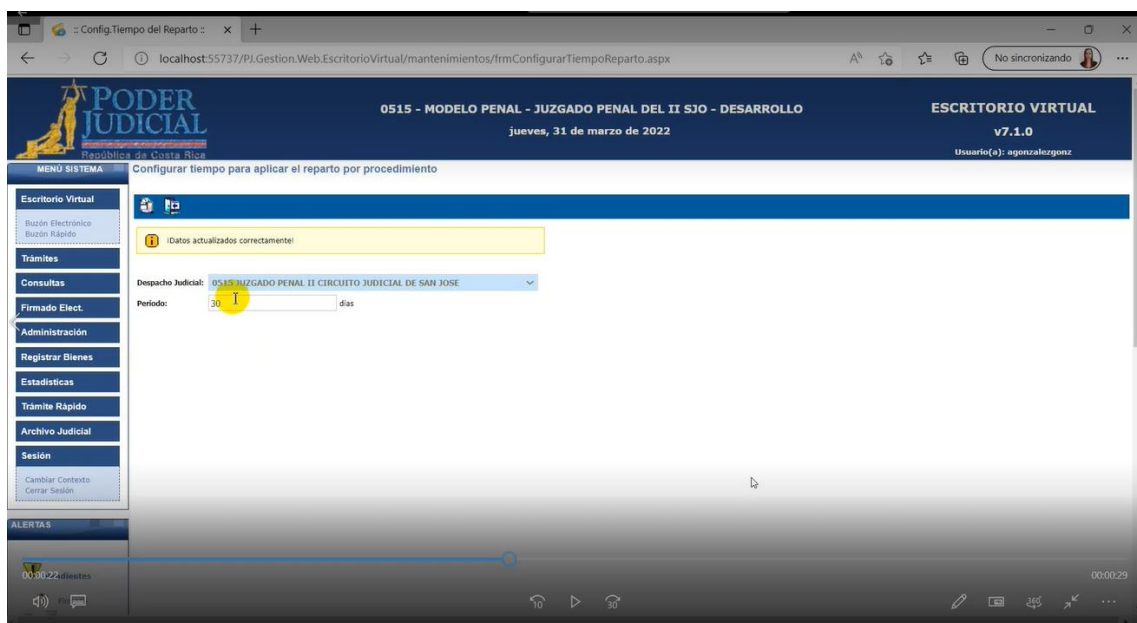 :: Config.Tiempo del Reparto ::
localhost:55737/PJ.Gestion.Web.EscritorioVirtual/mantenimientos/frmConfigurarTiempoReparto.aspx
No sincronizando
PODER
JUDICIAL
República de Costa Rica
0515 - MODELO PENAL - JUZGADO PENAL DEL II SJO - DESARROLLO
jueves, 31 de marzo de 2022
ESCRITORIO VIRTUAL
v7.1.0
Usuario(a): agonzalezgonz
MENÚ SISTEMA
Configurar tiempo para aplicar el reparto por procedimiento
Escritorio Virtual
Buzón Electrónico
Buzón Rápido
¡Datos actualizados correctamente!
Trámites
Consultas
Despacho Judicial: 0515 JUZGADO PENAL II CIRCUITO JUDICIAL DE SAN JOSE
Periodo: 30 días
Firmado Elect.
Administración
Registrar Bienes
Estadísticas
Trámite Rápido
Archivo Judicial
Sesión
Cambiar Contexto
Cerrar Sesión
ALERTAS
00:00:22
00:00:29
10
30
360